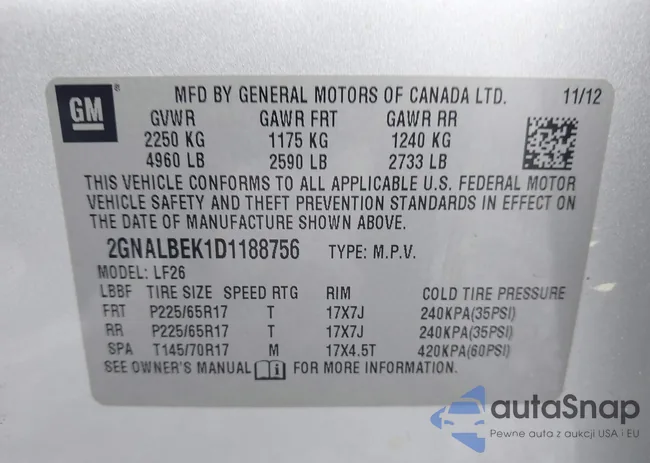 GM
MFD BY GENERAL MOTORS OF CANADA LTD. 11/12
GVWR GAWR FRT GAWR RR
2250 KG 1175 KG 1240 KG
4960 LB 2590 LB 2733 LB
THIS VEHICLE CONFORMS TO ALL APPLICABLE U.S. FEDERAL MOTOR
VEHICLE SAFETY AND THEFT PREVENTION STANDARDS IN EFFECT ON
THE DATE OF MANUFACTURE SHOWN ABOVE.
2GNALBEK1D1188756 TYPE: M.P.V.
MODEL: LF26
LBBF TIRE SIZE SPEED RTG RIM COLD TIRE PRESSURE
FRT P225/65R17 T 17X7J 240KPA(35PSI)
RR P225/65R17 T 17X7J 240KPA(35PSI)
SPA T145/70R17 M 17X4.5T 420KPA(60PSI)
SEE OWNER'S MANUAL FOR MORE INFORMATION.
autaSnap
Pewne auta z aukcji USA i EU